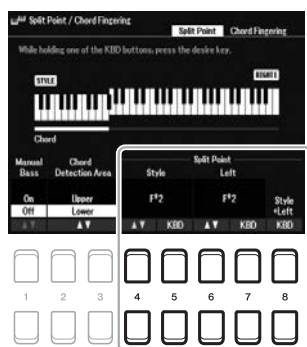 Split Point / Chord Fingering
Split Point Chord Fingering
While holding one of the KBD buttons, press the desire key.
STYLE RIGHT 1
Chord
Split Point
Manual Bass Chord Detection Area Style Left
On Upper F#2 F#2 Style +Left
Off Lower
▲▼ ▲▼ ▲▼ KBD ▲▼ KBD KBD
1 2 3 4 5 6 7 8